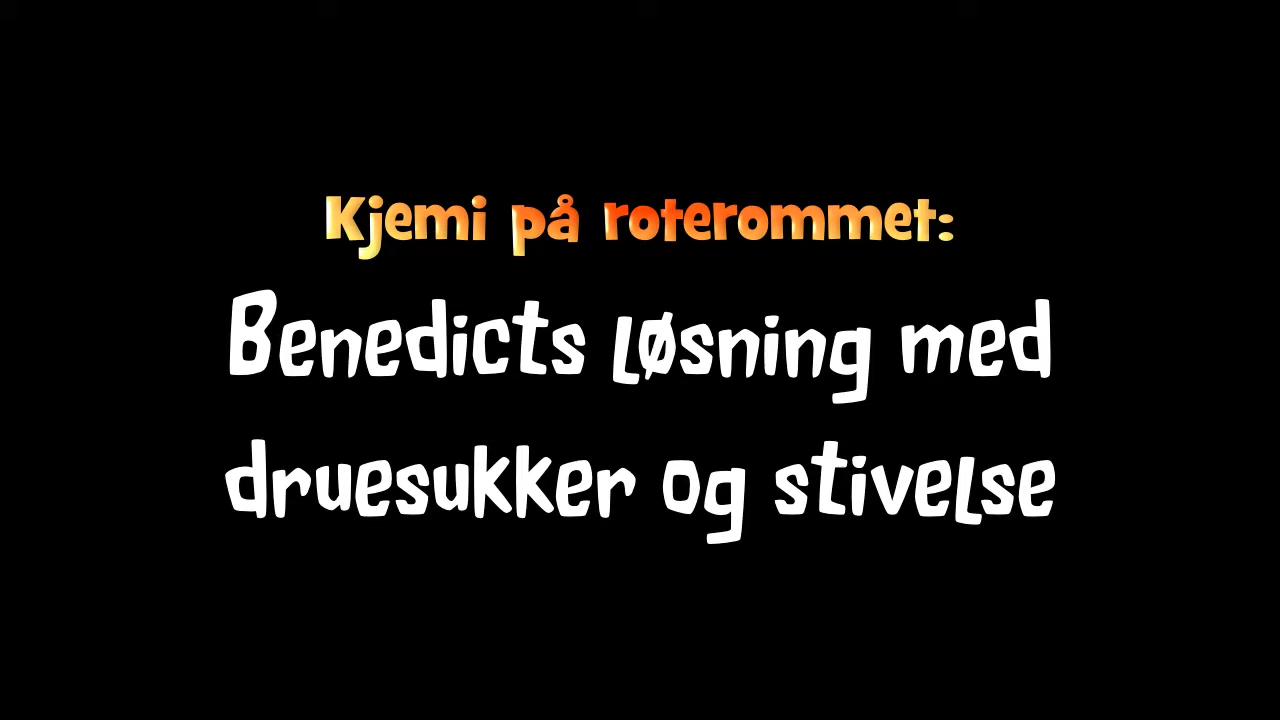 Kjemi på roterommet:
Benedicts løsning med
druesukker og stivelse